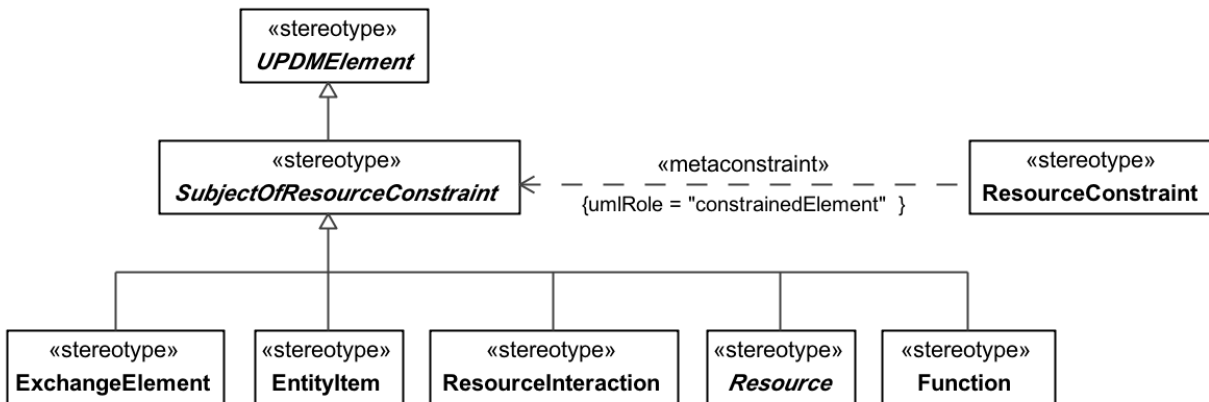 «stereotype»
UPDMElement
«stereotype»
SubjectOfResourceConstraint
«metaconstraint»
{umlRole = "constrainedElement" }
«stereotype»
ResourceConstraint
«stereotype»
ExchangeElement
«stereotype»
EntityItem
«stereotype»
ResourceInteraction
«stereotype»
Resource
«stereotype»
Function